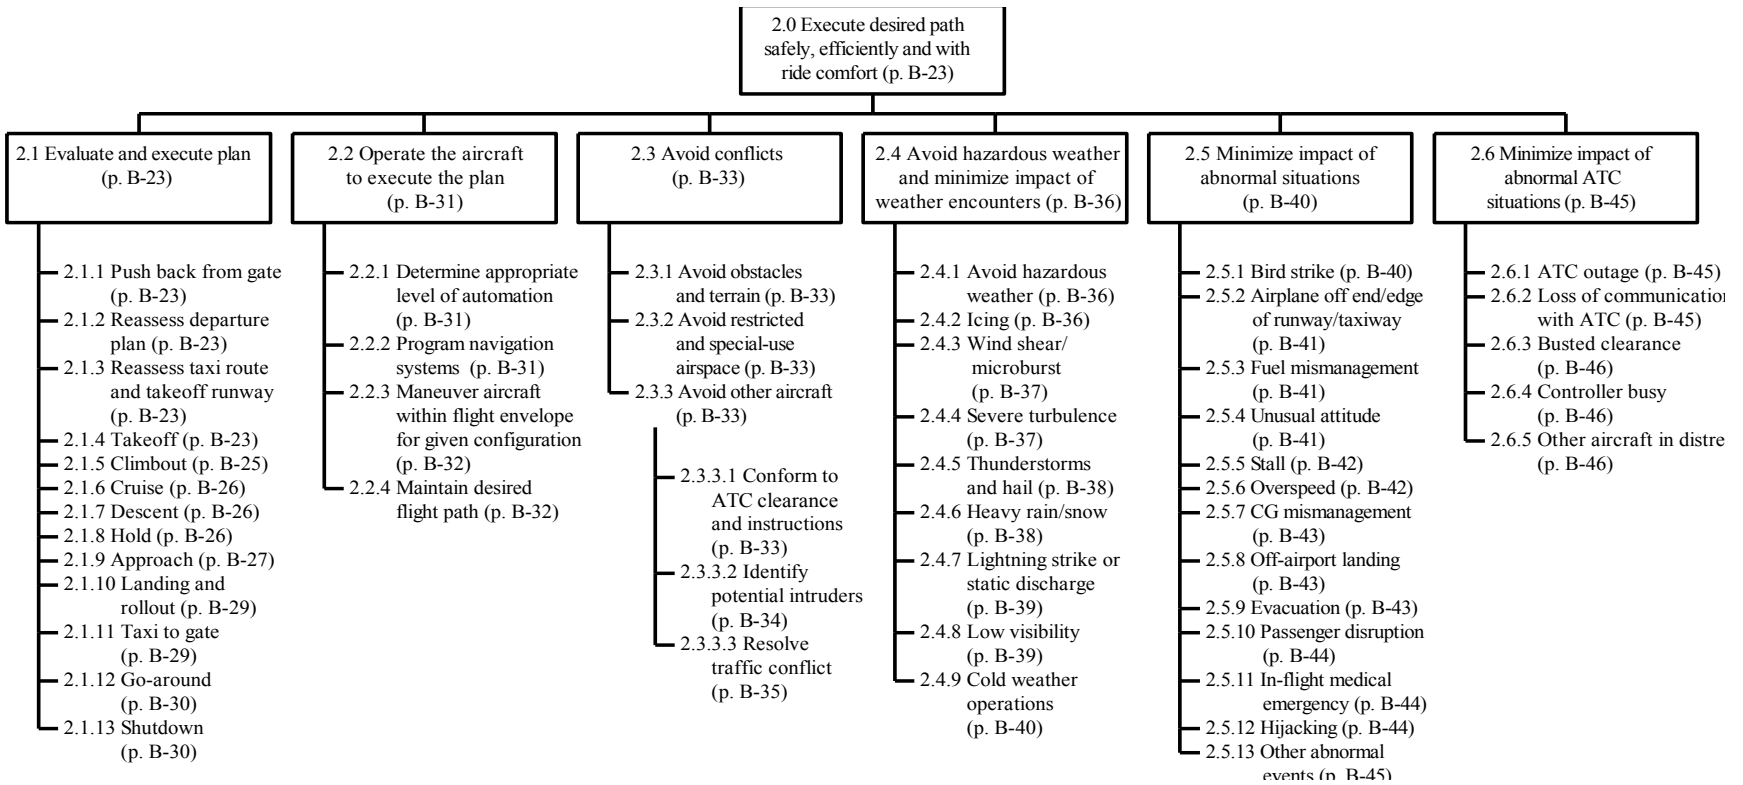 2.0 Execute desired path
safely, efficiently and with
ride comfort (p. B-23)
2.1 Evaluate and execute plan
(p. B-23)
2.1.1 Push back from gate
(p. B-23)
2.1.2 Reassess departure
plan (p. B-23)
2.1.3 Reassess taxi route
and takeoff runway
(p. B-23)
2.1.4 Takeoff (p. B-23)
2.1.5 Climbout (p. B-25)
2.1.6 Cruise (p. B-26)
2.1.7 Descent (p. B-26)
2.1.8 Hold (p. B-26)
2.1.9 Approach (p. B-27)
2.1.10 Landing and
rollout (p. B-29)
2.1.11 Taxi to gate
(p. B-29)
2.1.12 Go-around
(p. B-30)
2.1.13 Shutdown
(p. B-30)
2.2 Operate the aircraft
to execute the plan
(p. B-31)
2.2.1 Determine appropriate
level of automation
(p. B-31)
2.2.2 Program navigation
systems (p. B-31)
2.2.3 Maneuver aircraft
within flight envelope
for given configuration
(p. B-32)
2.2.4 Maintain desired
flight path (p. B-32)
2.3 Avoid conflicts
(p. B-33)
2.3.1 Avoid obstacles
and terrain (p. B-33)
2.3.2 Avoid restricted
and special-use
airspace (p. B-33)
2.3.3 Avoid other aircraft
(p. B-33)
2.3.3.1 Conform to
ATC clearance
and instructions
(p. B-33)
2.3.3.2 Identify
potential intruders
(p. B-34)
2.3.3.3 Resolve
traffic conflict
(p. B-35)
2.4 Avoid hazardous weather
and minimize impact of
weather encounters (p. B-36)
2.4.1 Avoid hazardous
weather (p. B-36)
2.4.2 Icing (p. B-36)
2.4.3 Wind shear/
microburst
(p. B-37)
2.4.4 Severe turbulence
(p. B-37)
2.4.5 Thunderstorms
and hail (p. B-38)
2.4.6 Heavy rain/snow
(p. B-38)
2.4.7 Lightning strike or
static discharge
(p. B-39)
2.4.8 Low visibility
(p. B-39)
2.4.9 Cold weather
operations
(p. B-40)
2.5 Minimize impact of
abnormal situations
(p. B-40)
2.5.1 Bird strike (p. B-40)
2.5.2 Airplane off end/edge
of runway/taxiway
(p. B-41)
2.5.3 Fuel mismanagement
(p. B-41)
2.5.4 Unusual attitude
(p. B-41)
2.5.5 Stall (p. B-42)
2.5.6 Overspeed (p. B-42)
2.5.7 CG mismanagement
(p. B-43)
2.5.8 Off-airport landing
(p. B-43)
2.5.9 Evacuation (p. B-43)
2.5.10 Passenger disruption
(p. B-44)
2.5.11 In-flight medical
emergency (p. B-44)
2.5.12 Hijacking (p. B-44)
2.5.13 Other abnormal
events (p. B-45)
2.6 Minimize impact of
abnormal ATC
situations (p. B-45)
2.6.1 ATC outage (p. B-45)
2.6.2 Loss of communication
with ATC (p. B-45)
2.6.3 Busted clearance
(p. B-46)
2.6.4 Controller busy
(p. B-46)
2.6.5 Other aircraft in distre
(p. B-46)